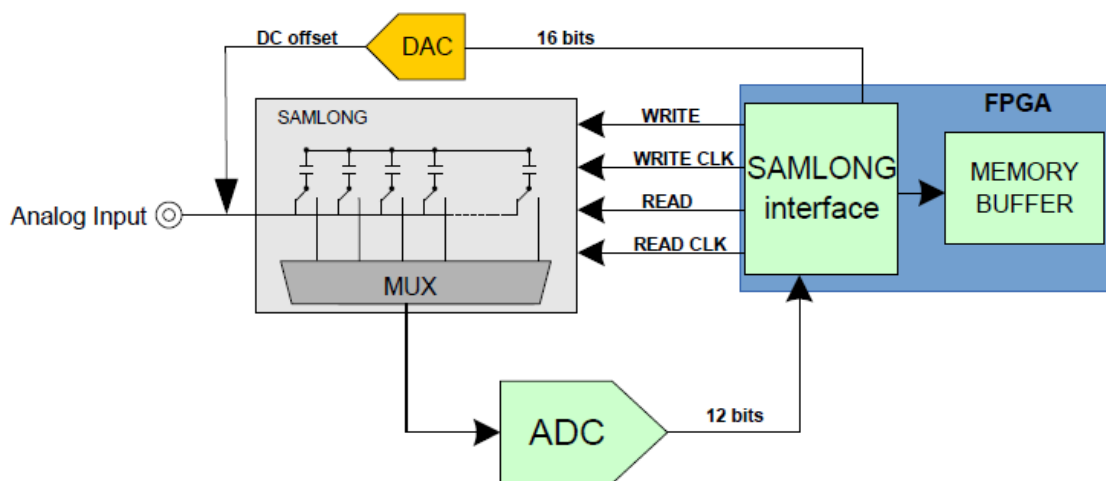 DC offset
DAC
16 bits
FPGA
SAMLONG
WRITE
WRITE CLK
READ
READ CLK
SAMLONG
interface
MEMORY
BUFFER
Analog Input
MUX
ADC
12 bits